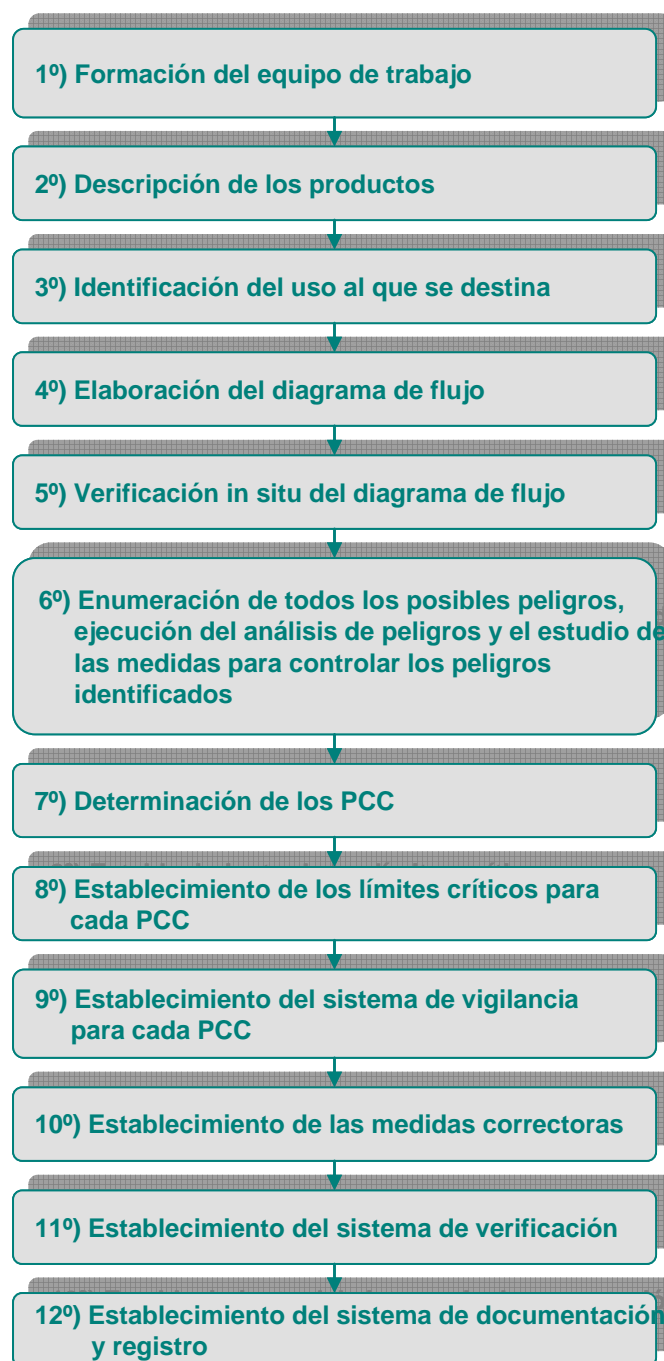 1º) Formación del equipo de trabajo
2º) Descripción de los productos
3º) Identificación del uso al que se destina
4º) Elaboración del diagrama de flujo
5º) Verificación in situ del diagrama de flujo
6º) Enumeración de todos los posibles peligros,
ejecución del análisis de peligros y el estudio de
las medidas para controlar los peligros
identificados
7º) Determinación de los PCC
8º) Establecimiento de los límites críticos para
cada PCC
9º) Establecimiento del sistema de vigilancia
para cada PCC
10º) Establecimiento de las medidas correctoras
11º) Establecimiento del sistema de verificación
12º) Establecimiento del sistema de documentación
y registro